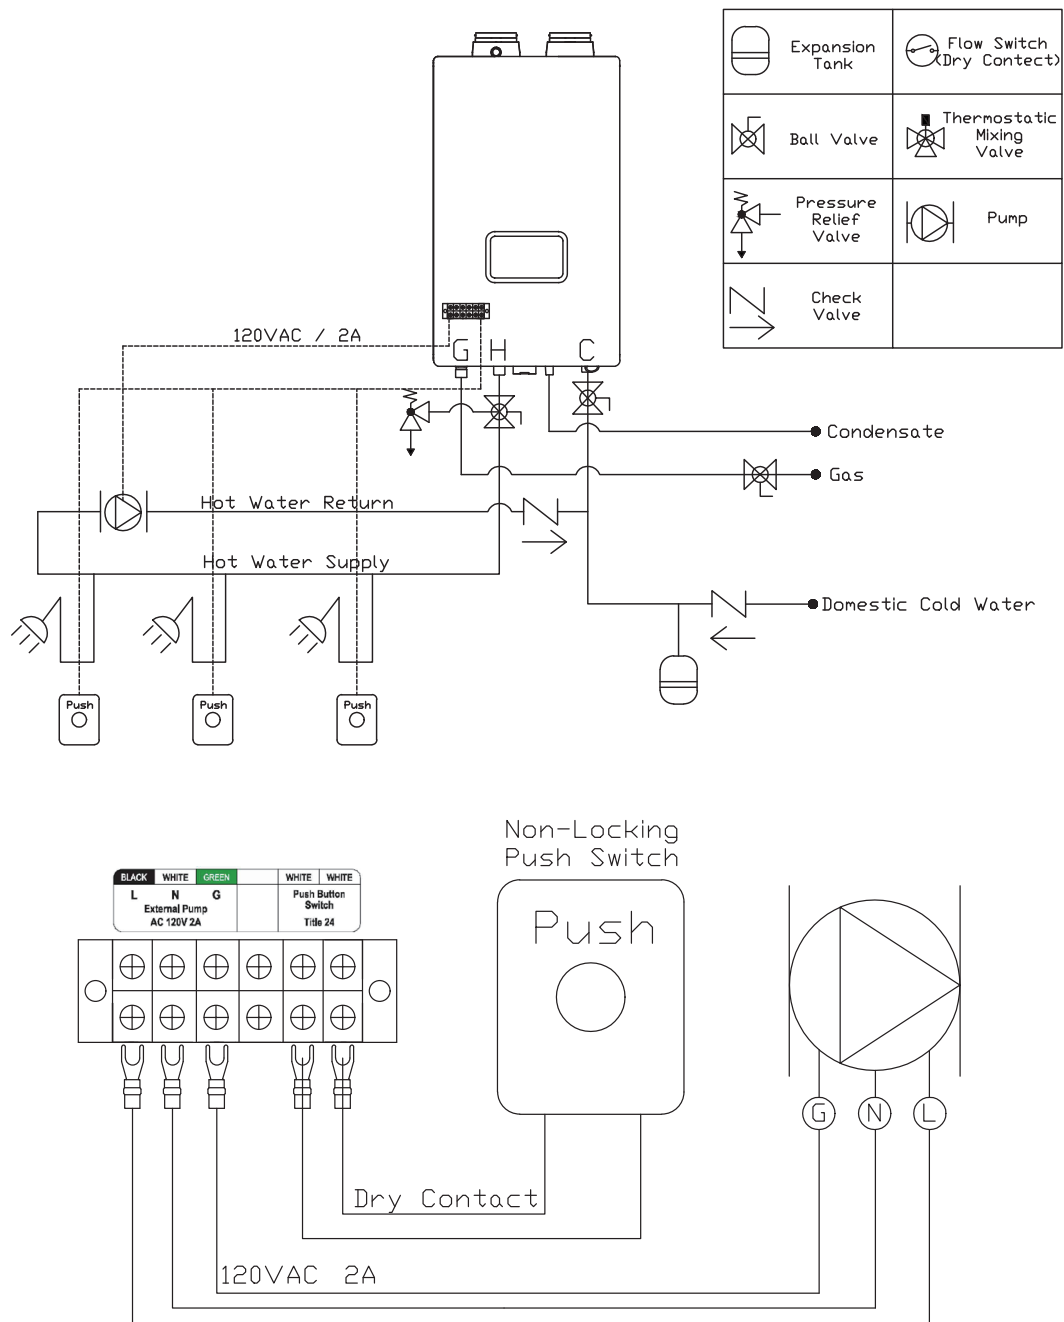 Expansion
Tank
Flow Switch
(Dry Contect)
Ball Valve
Thermostatic
Mixing
Valve
Pressure
Relief
Valve
Pump
Check
Valve
120VAC / 2A
G H C
Condensate
Gas
Hot Water Return
Hot Water Supply
Domestic Cold Water
Push
Push
Push
Non-Locking
Push Switch
BLACK WHITE GREEN WHITE WHITE
L N G
External Pump
AC 120V 2A
Push Button
Switch
Title 24
Push
G N L
Dry Contact
120VAC 2A